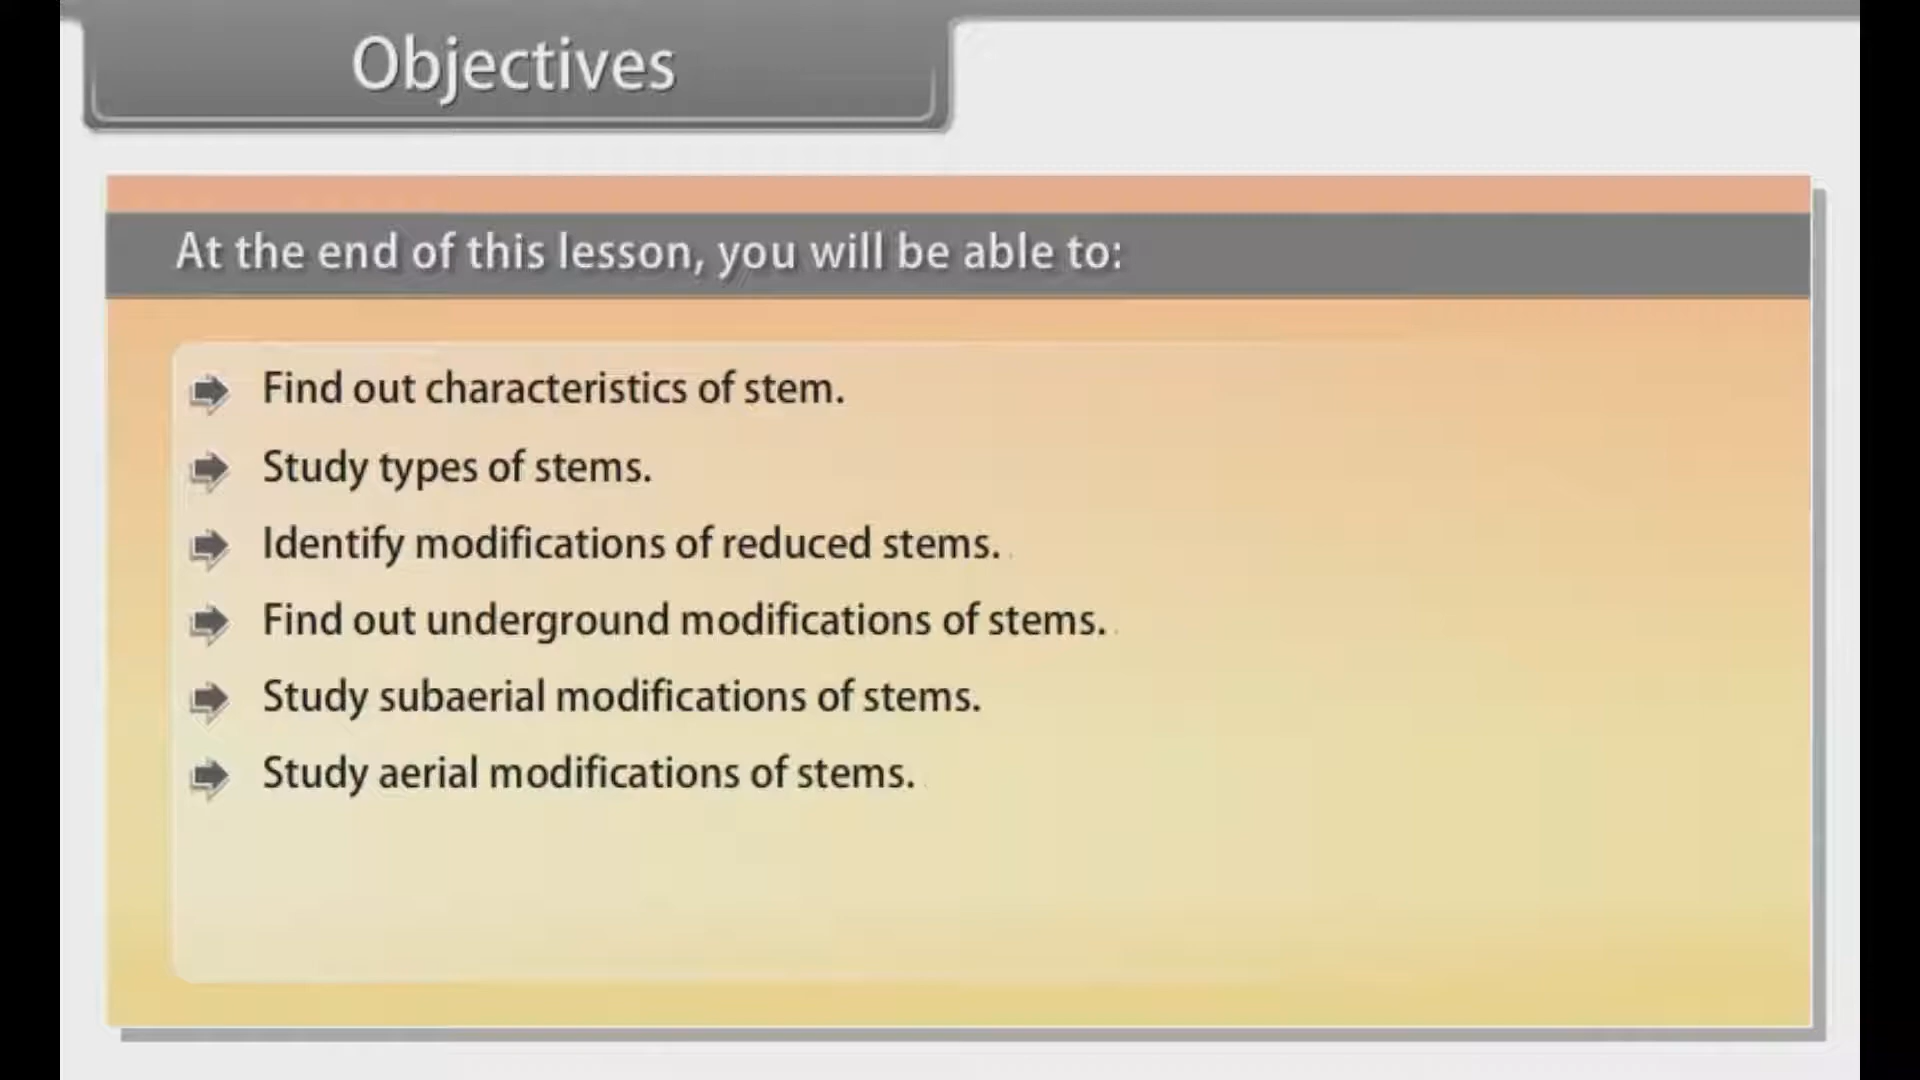 Objectives
At the end of this lesson, you will be able to:
Find out characteristics of stem.
Study types of stems.
Identify modifications of reduced stems.
Find out underground modifications of stems.
Study subaerial modifications of stems.
Study aerial modifications of stems.